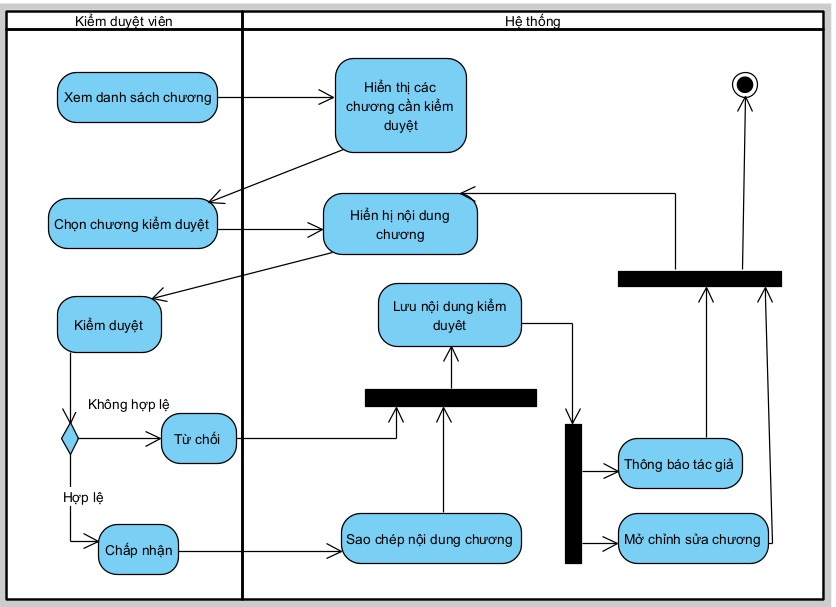 Kiểm duyệt viên
Hệ thống
Xem danh sách chương
Hiển thị các
chương cần kiểm
duyệt
Chọn chương kiểm duyệt
Hiển hị nội dung
chương
Kiểm duyệt
Lưu nội dung kiểm
duyêt
Không hợp lệ
Từ chối
Thông báo tác giả
Hợp lệ
Chấp nhận
Sao chép nội dung chương
Mở chỉnh sửa chương